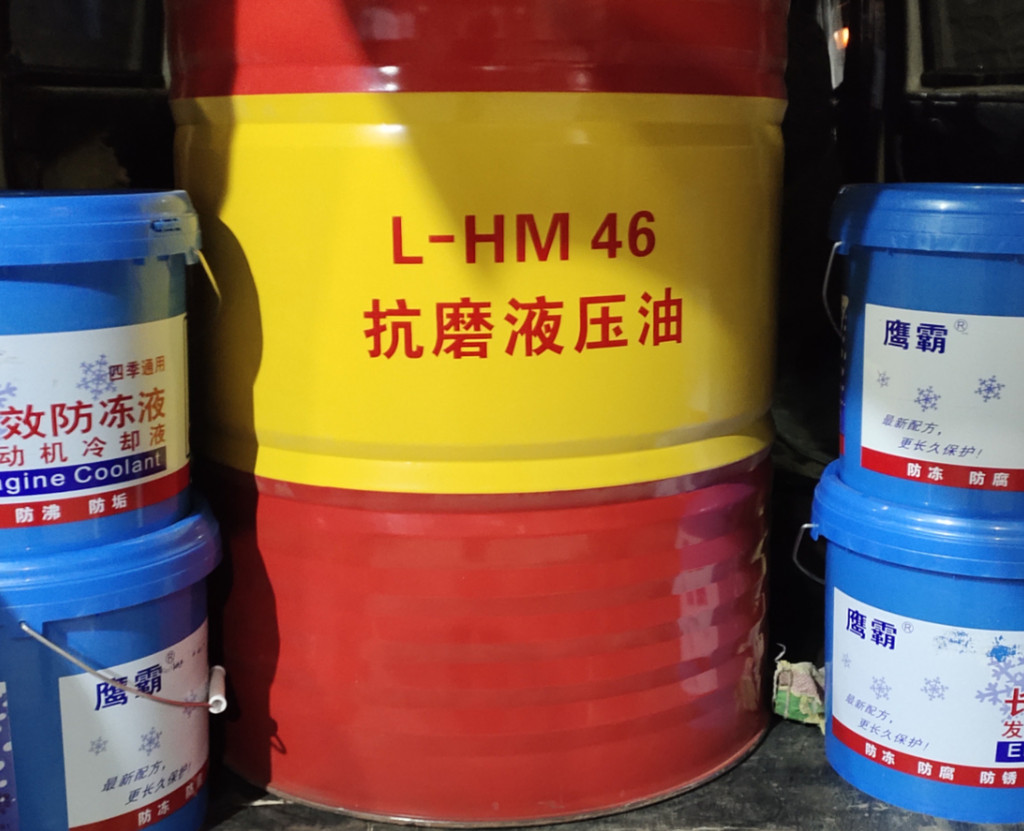 L-HM 46
抗磨液压油
四季通用
效防冻液
动机冷却液
gine Coolant
防沸 防垢
鹰霸®
最新配方，
更长久保护!
防冻
鹰霸®
最新配方，
更长久保护!
防冻 防腐
鹰霸®
最新配方，
更长久保护!
发
E
防冻 防腐 防锈